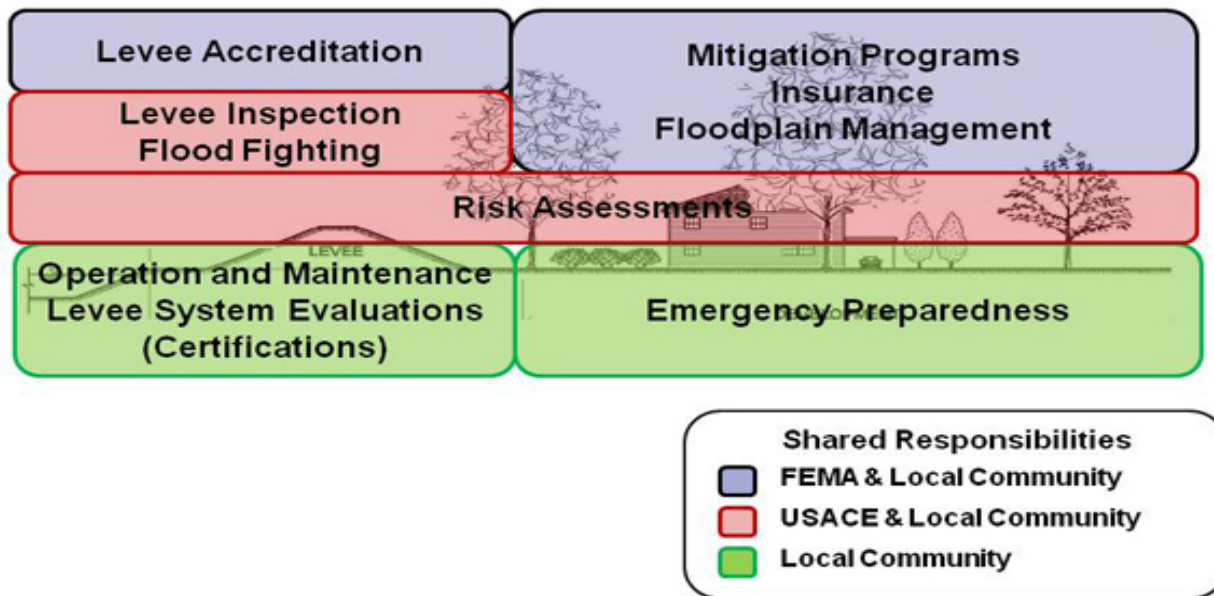 Levee Accreditation
Mitigation Programs
Insurance
Floodplain Management
Levee Inspection
Flood Fighting
Risk Assessments
LEVEE
Operation and Maintenance
Levee System Evaluations
(Certifications)
Emergency Preparedness
DEVELOPMENT
Shared Responsibilities
FEMA & Local Community
USACE & Local Community
Local Community